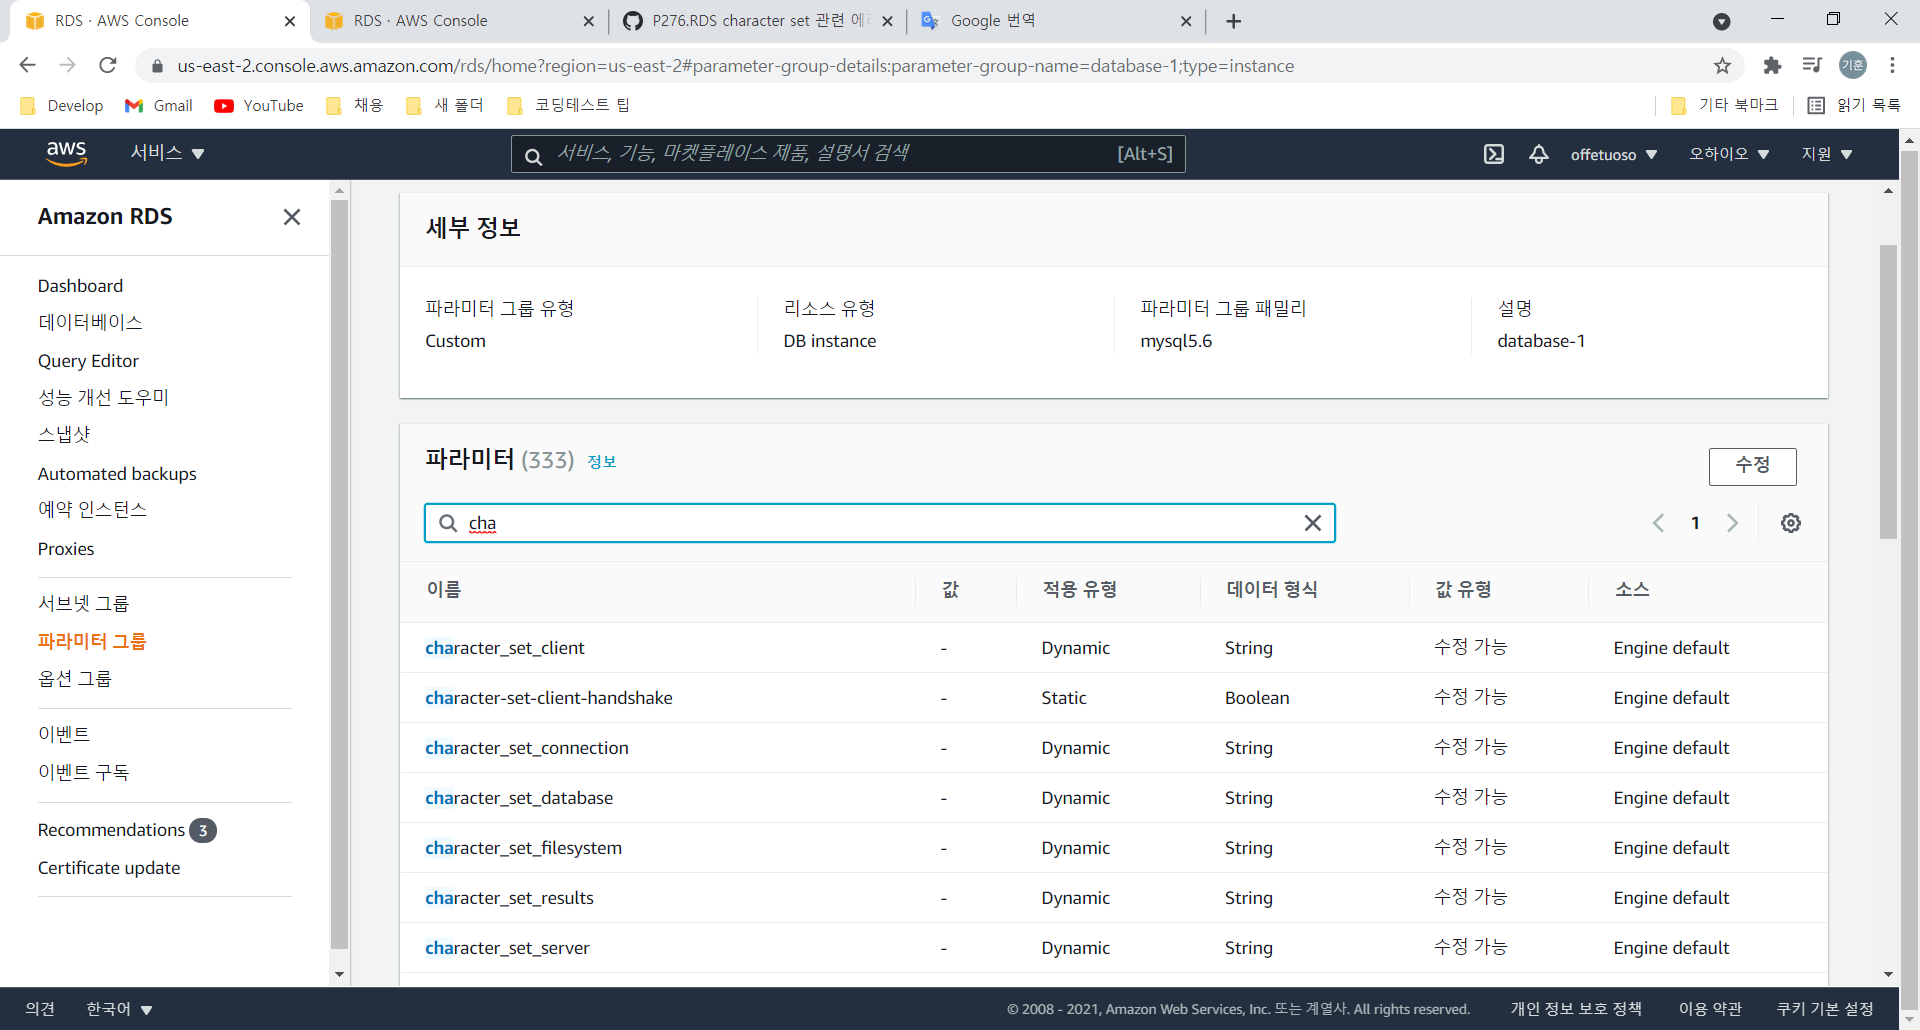 RDS · AWS Console
RDS · AWS Console
P276.RDS character set 관련 에러
Google 번역
us-east-2.console.aws.amazon.com/rds/home?region=us-east-2#parameter-group-details:parameter-group-name=database-1;type=instance
기훈
Develop
Gmail
YouTube
채용
새 폴더
코딩테스트 팁
기타 북마크
읽기 목록
aws
서비스
서비스, 기능, 마켓플레이스 제품, 설명서 검색
[Alt+S]
offetuoso
오하이오
지원
Amazon RDS
Dashboard
데이터베이스
Query Editor
성능 개선 도우미
스냅샷
Automated backups
예약 인스턴스
Proxies
서브넷 그룹
파라미터 그룹
옵션 그룹
이벤트
이벤트 구독
Recommendations 3
Certificate update
세부 정보
파라미터 그룹 유형
Custom
리소스 유형
DB instance
파라미터 그룹 패밀리
mysql5.6
설명
database-1
파라미터 (333) 정보
수정
cha
1
이름 값 적용 유형 데이터 형식 값 유형 소스
character_set_client - Dynamic String 수정 가능 Engine default
character-set-client-handshake - Static Boolean 수정 가능 Engine default
character_set_connection - Dynamic String 수정 가능 Engine default
character_set_database - Dynamic String 수정 가능 Engine default
character_set_filesystem - Dynamic String 수정 가능 Engine default
character_set_results - Dynamic String 수정 가능 Engine default
character_set_server - Dynamic String 수정 가능 Engine default
의견
한국어
© 2008 - 2021, Amazon Web Services, Inc. 또는 계열사. All rights reserved.
개인 정보 보호 정책
이용 약관
쿠키 기본 설정